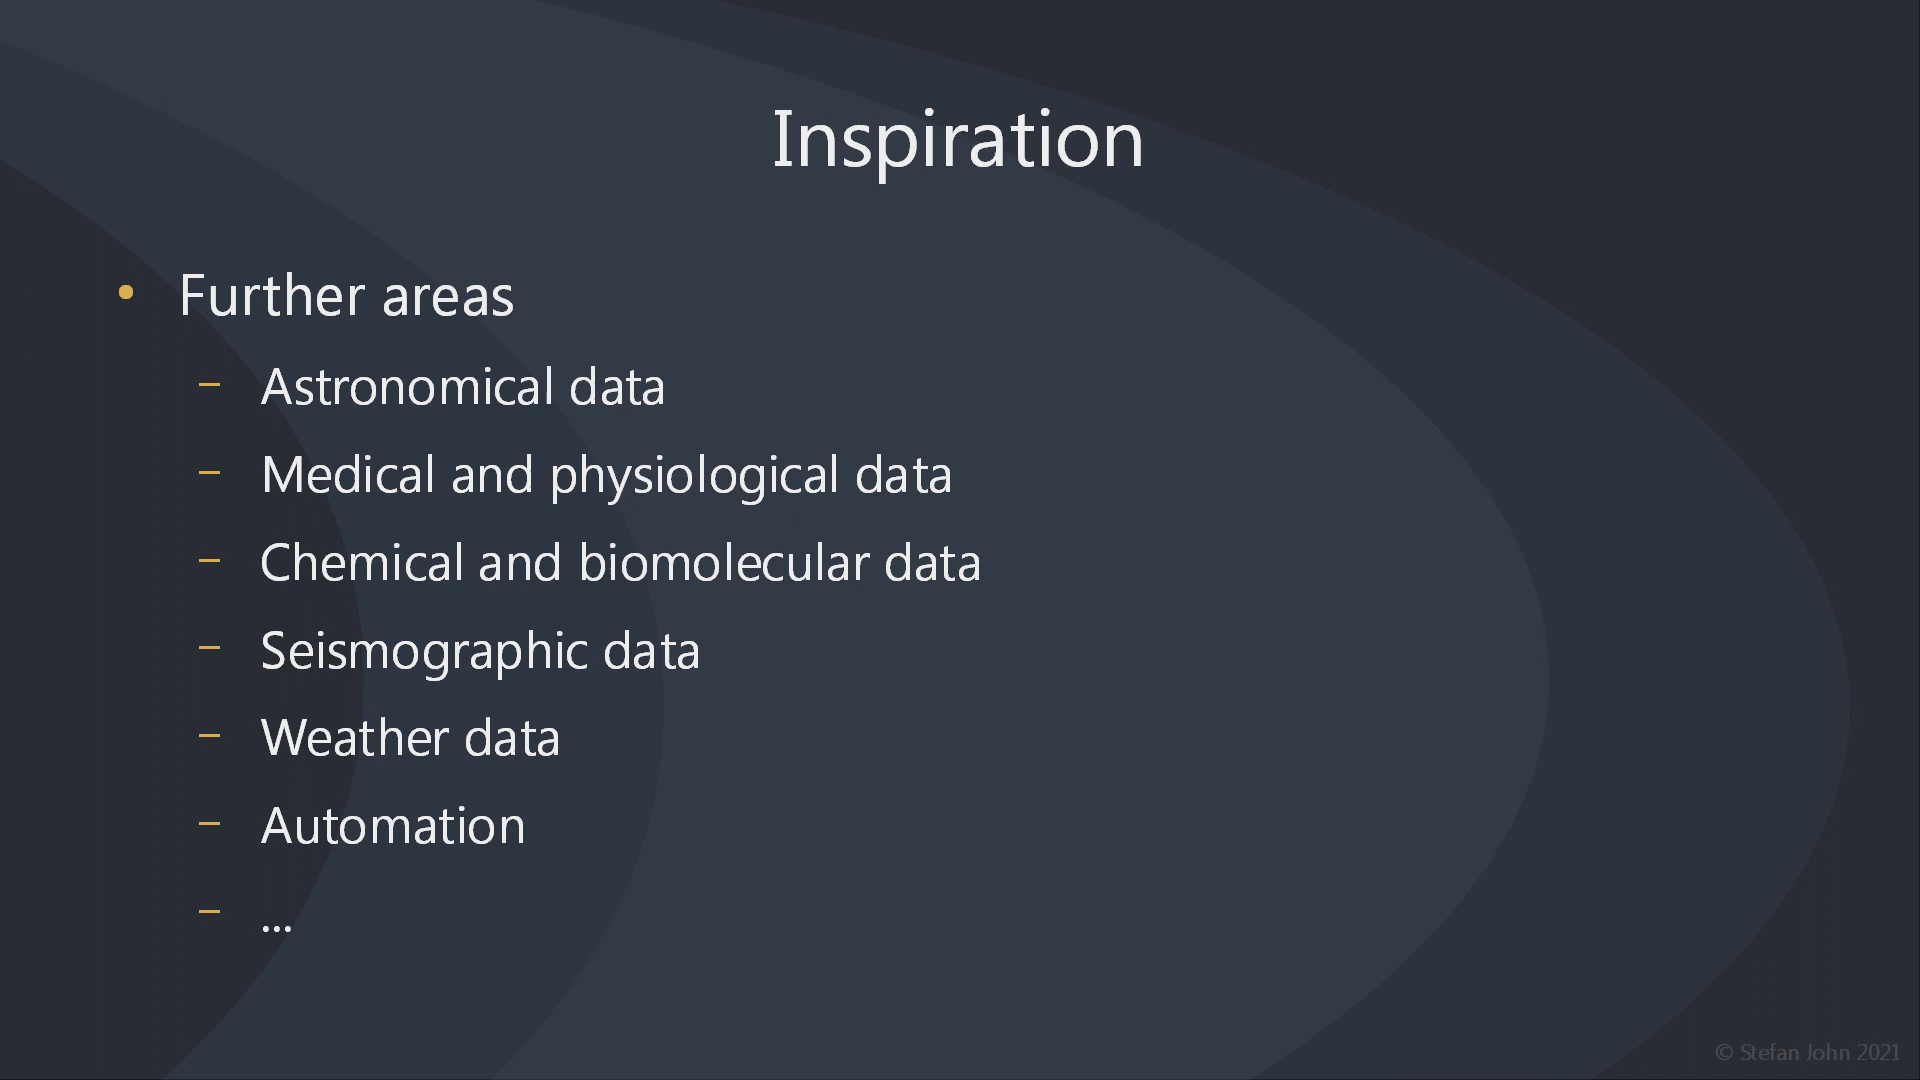 Inspiration
• Further areas
– Astronomical data
– Medical and physiological data
– Chemical and biomolecular data
– Seismographic data
– Weather data
– Automation
– ...
© Stefan John 2021